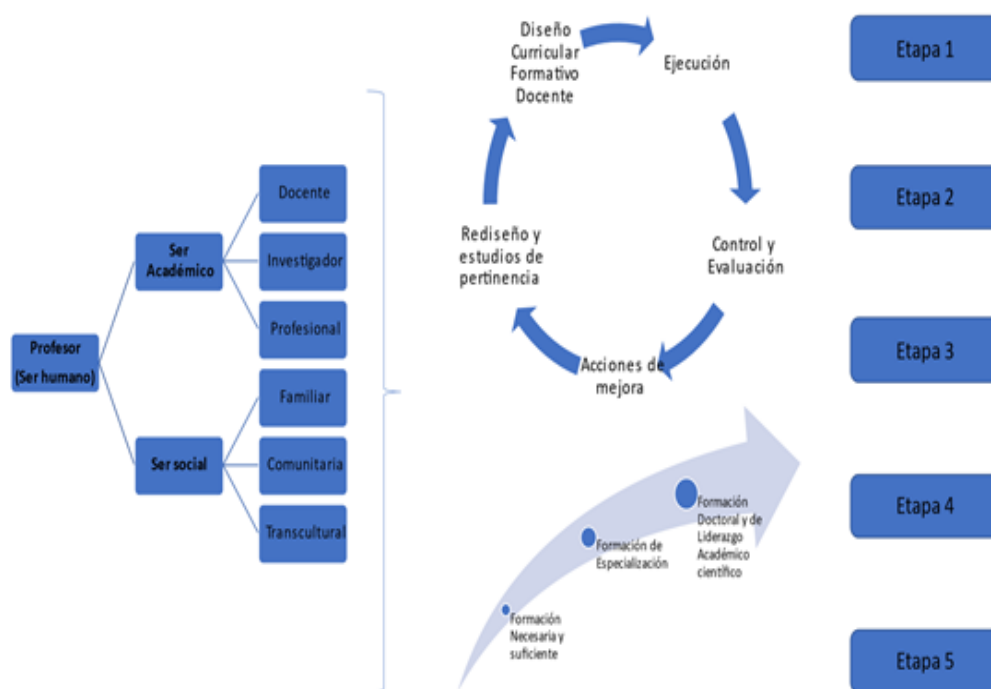 Profesor
(Ser humano)
Ser
Académico
Ser social
Docente
Investigador
Profesional
Familiar
Comunitaria
Transcultural
Diseño
Curricular
Formativo
Docente
Ejecución
Control y
Evaluación
Acciones de
mejora
Rediseño y
estudios de
pertinencia
Formación
Necesaria y
suficiente
Formación de
Especialización
Formación
Doctoral y de
Liderazgo
Académico
científico
Etapa 1
Etapa 2
Etapa 3
Etapa 4
Etapa 5